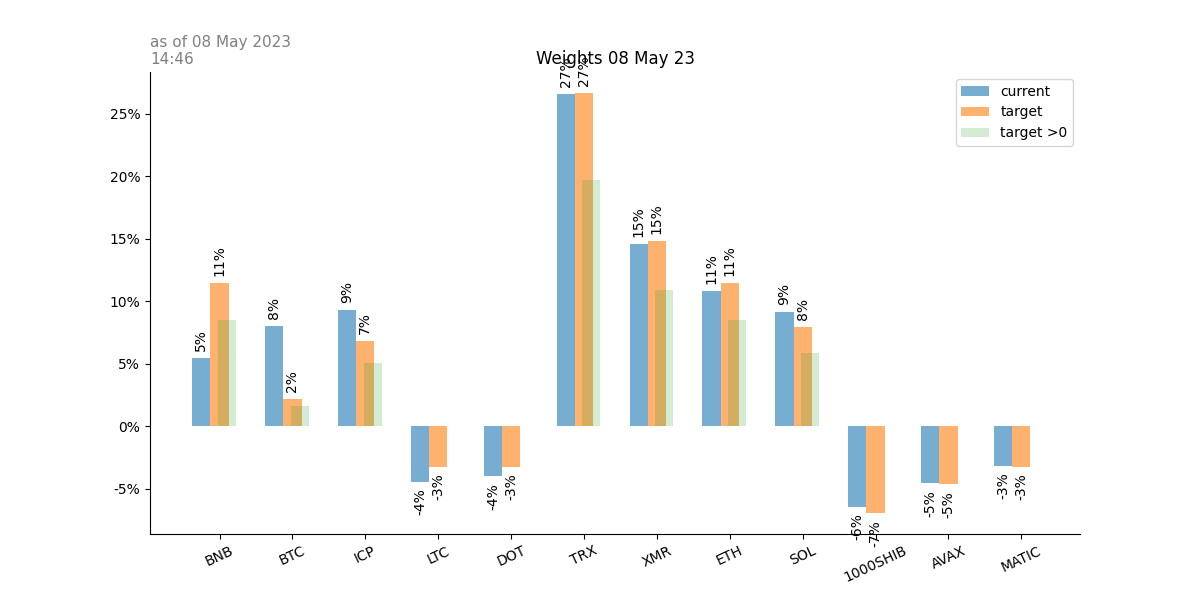 as of 08 May 2023
14:46
Weights 08 May 23
current
target
target >0
25%
20%
15%
10%
5%
0%
-5%
5%
11%
8%
2%
9%
7%
-4%
-3%
-4%
-3%
27%
27%
15%
15%
11%
11%
9%
8%
-6%
-7%
-5%
-5%
-3%
-3%
BNB
BTC
ICP
LTC
DOT
TRX
XMR
ETH
SOL
1000SHIB
AVAX
MATIC